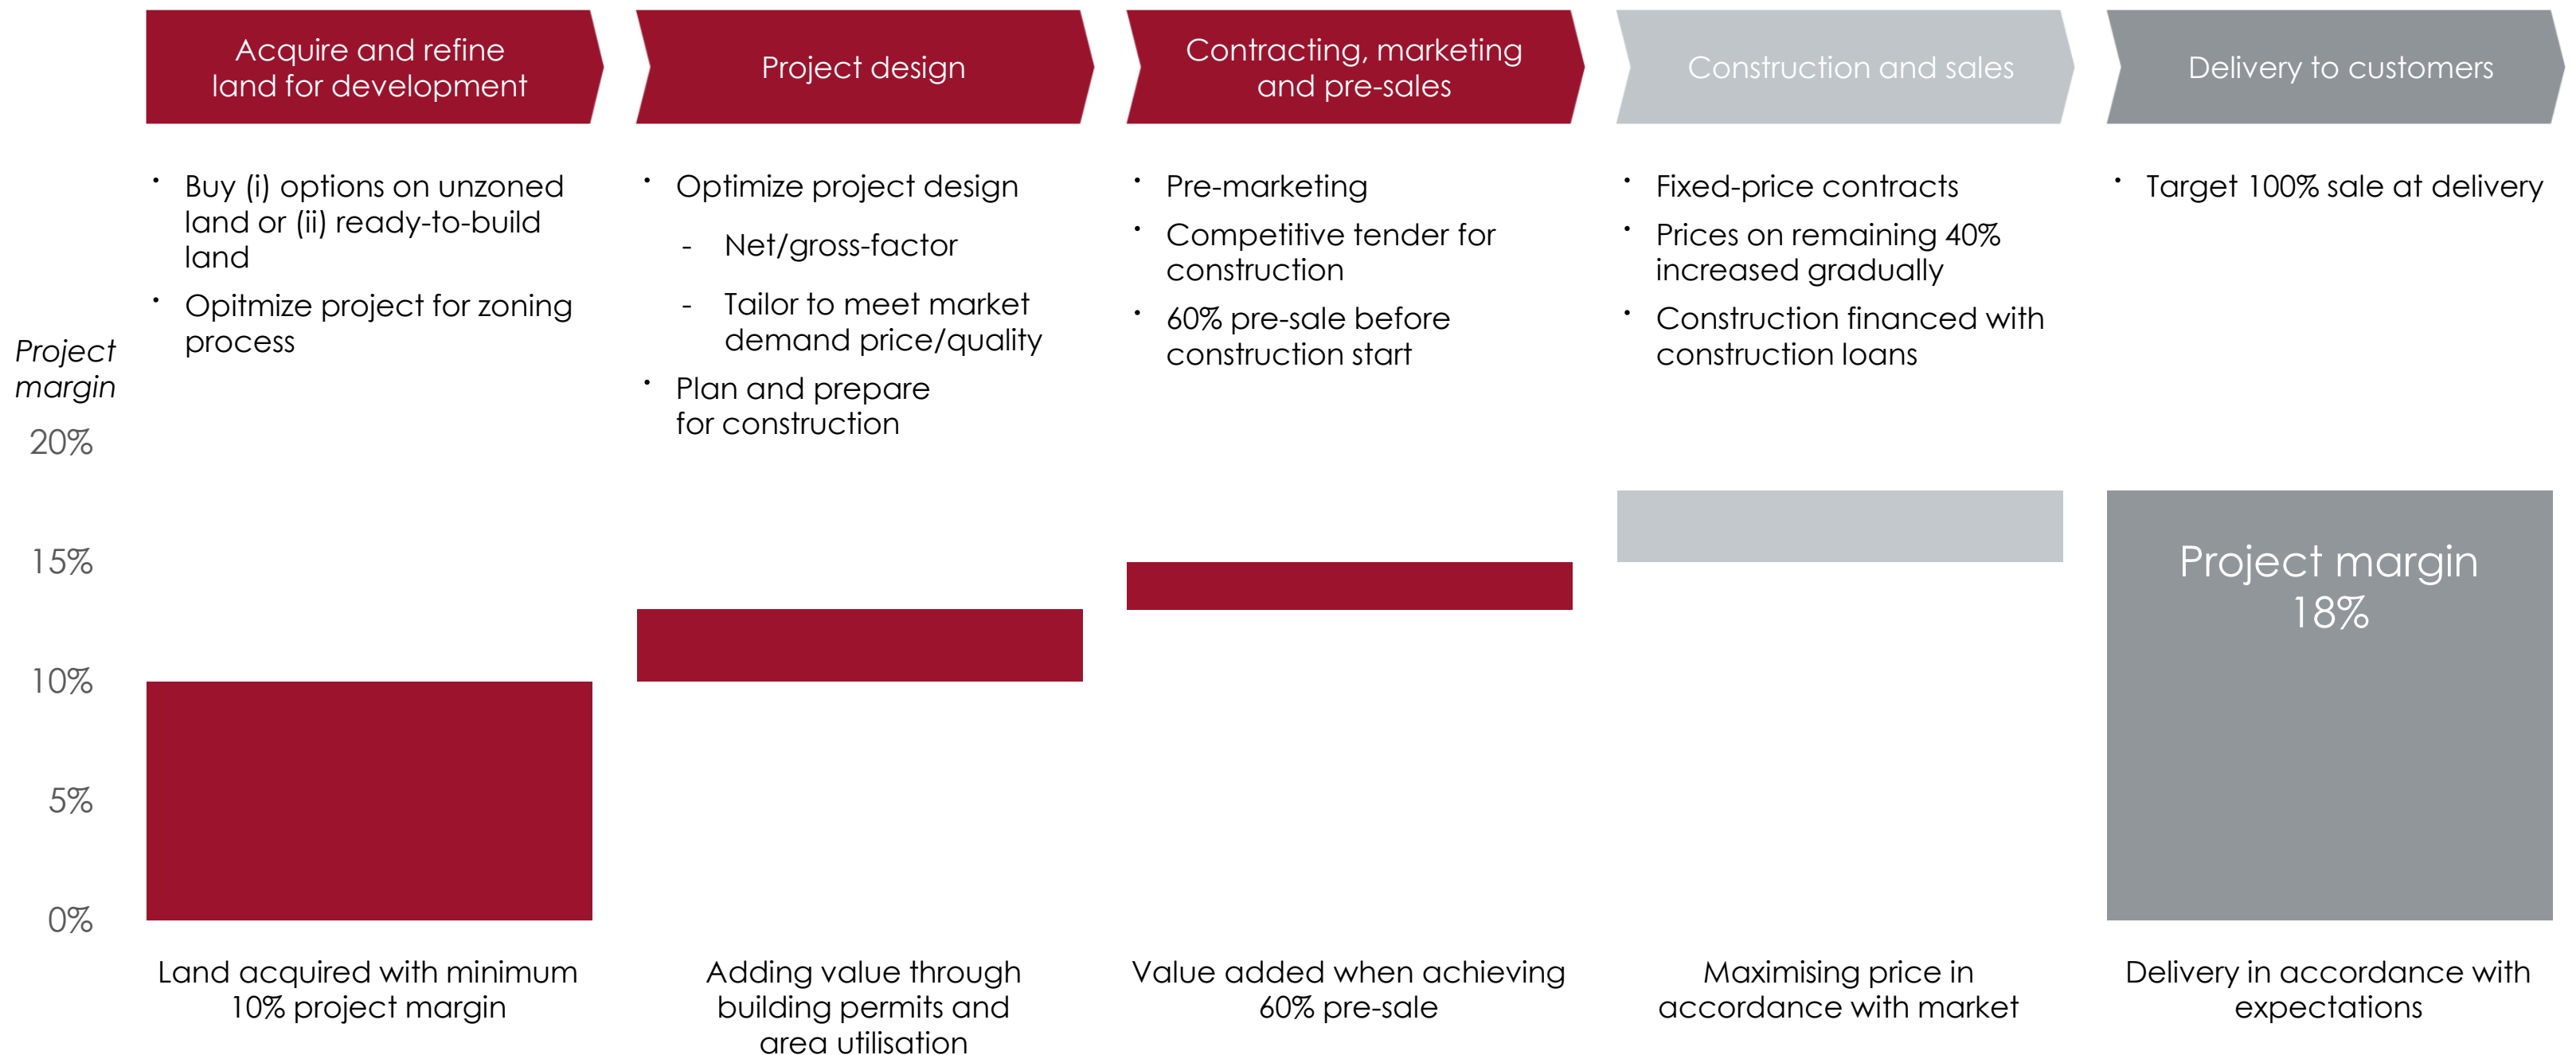 Acquire and refine
land for development
Project design
Contracting, marketing
and pre-sales
Construction and sales
Delivery to customers
• Buy (i) options on unzoned
land or (ii) ready-to-build
land
• Opitmize project for zoning
process
• Optimize project design
- Net/gross-factor
- Tailor to meet market
demand price/quality
• Plan and prepare
for construction
• Pre-marketing
• Competitive tender for
construction
• 60% pre-sale before
construction start
• Fixed-price contracts
• Prices on remaining 40%
increased gradually
• Construction financed with
construction loans
• Target 100% sale at delivery
Project
margin
20%
15%
10%
5%
0%
Project margin
18%
Land acquired with minimum
10% project margin
Adding value through
building permits and
area utilisation
Value added when achieving
60% pre-sale
Maximising price in
accordance with market
Delivery in accordance with
expectations